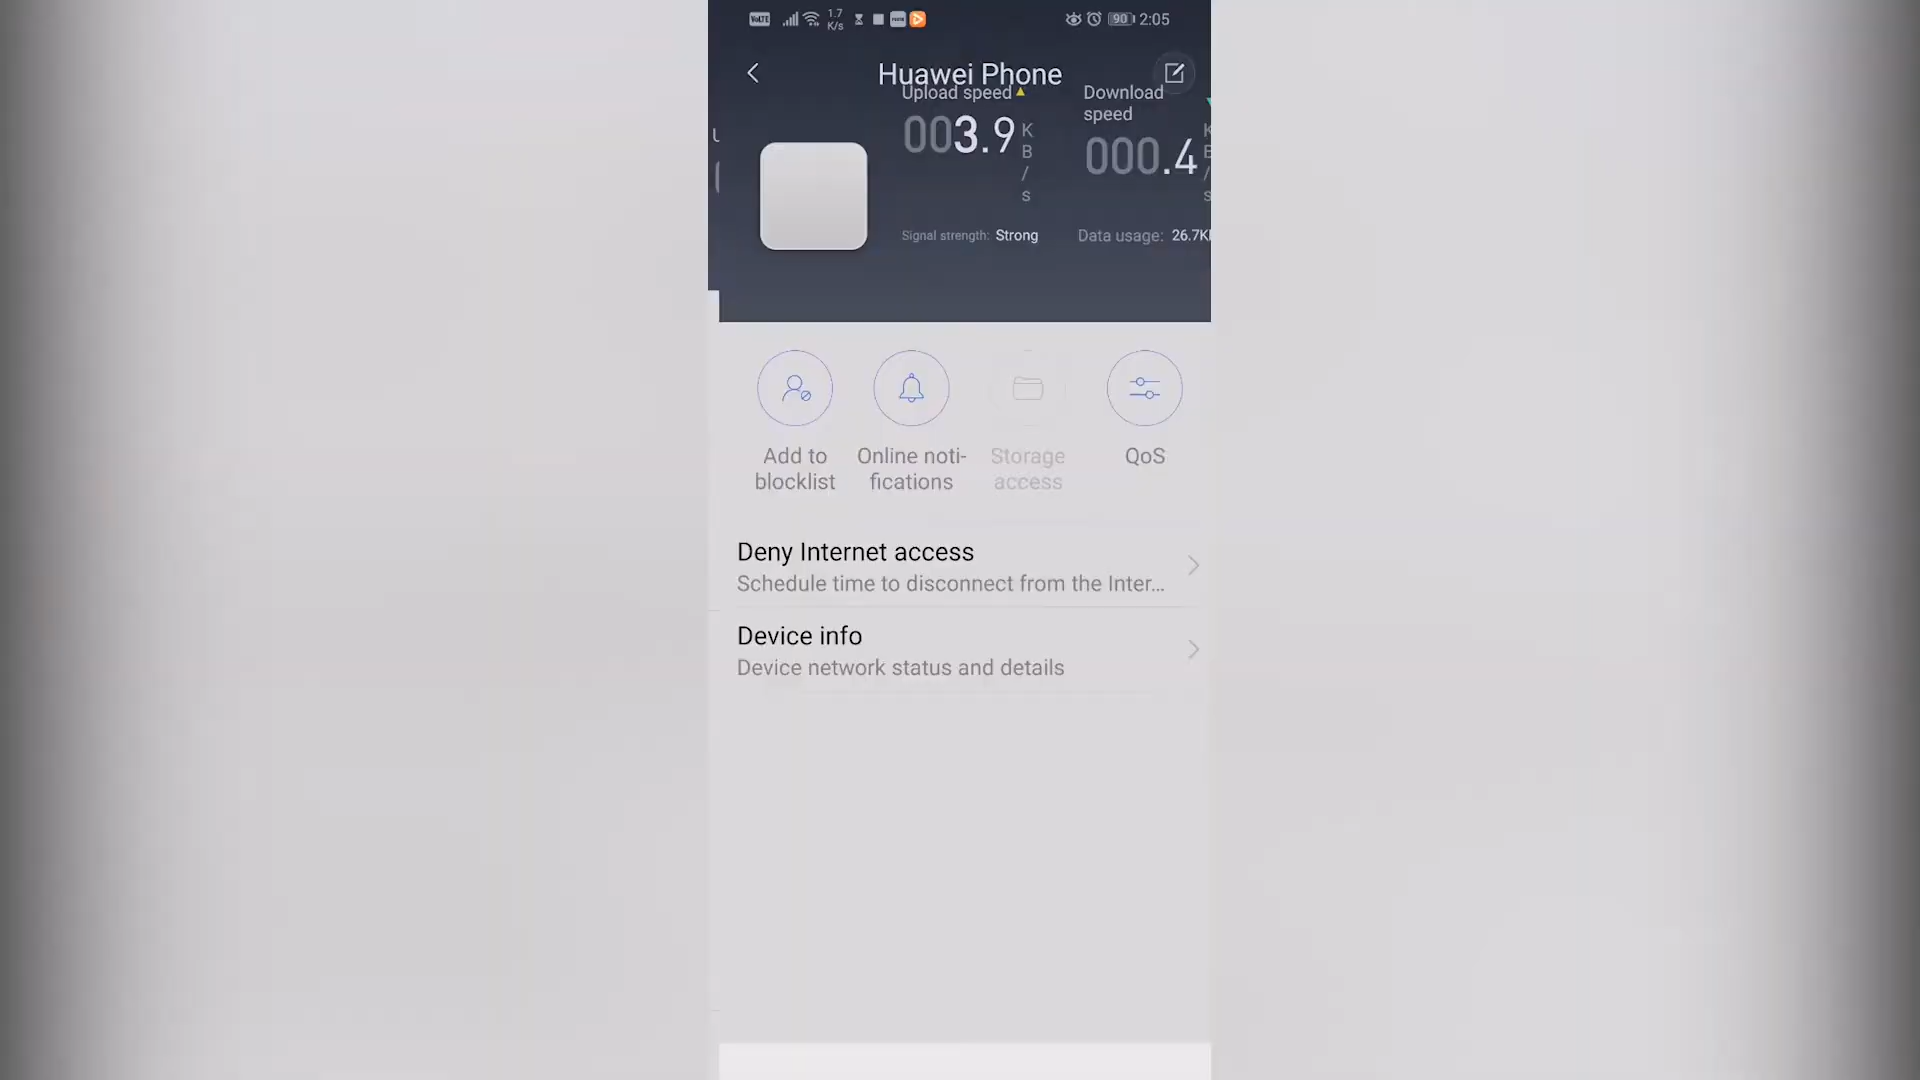 VoLTE 1.7 K/s 90 2:05
Huawei Phone
Upload speed
Download
speed
003.9 KB/s
000.4
Signal strength: Strong
Data usage: 26.7K
Add to
blocklist
Online noti-
fications
Storage
access
QoS
Deny Internet access
Schedule time to disconnect from the Inter...
Device info
Device network status and details